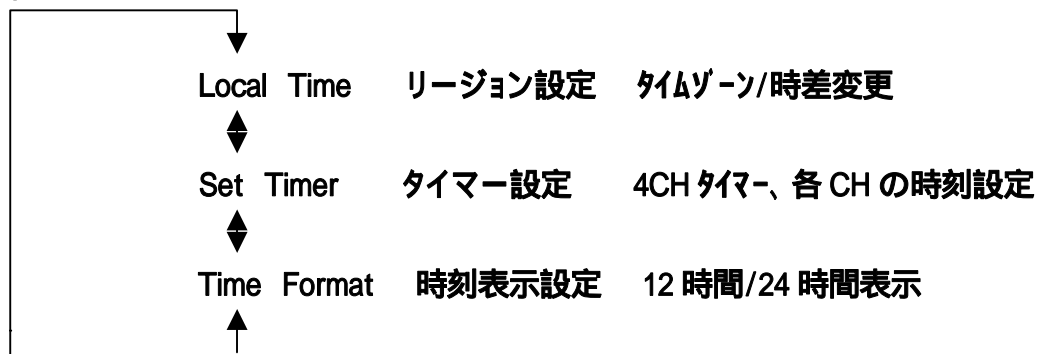 Local Time リージョン設定 ﾀｲﾑｿﾞｰﾝ/時差変更
Set Timer タイマー設定 4CH ﾀｲﾏｰ、各 CH の時刻設定
Time Format 時刻表示設定 12 時間/24 時間表示